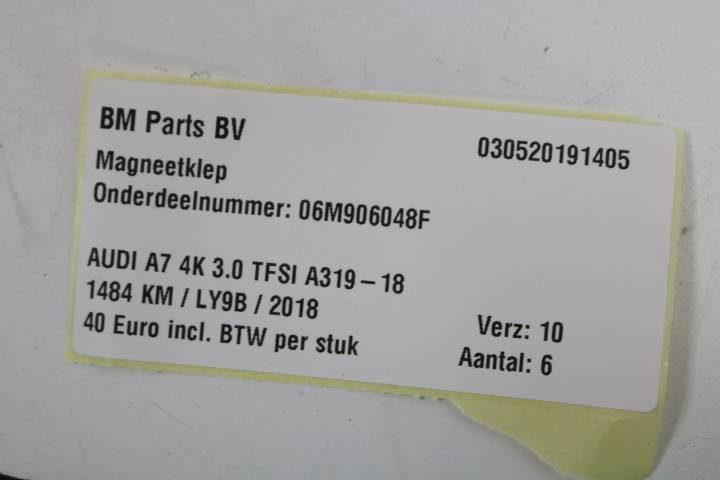 BM Parts BV
030520191405
Magneetklep
Onderdeelnummer: 06M906048F
AUDI A7 4K 3.0 TFSI A319-18
1484 KM / LY9B / 2018
Verz: 10
40 Euro incl. BTW per stuk
Aantal: 6